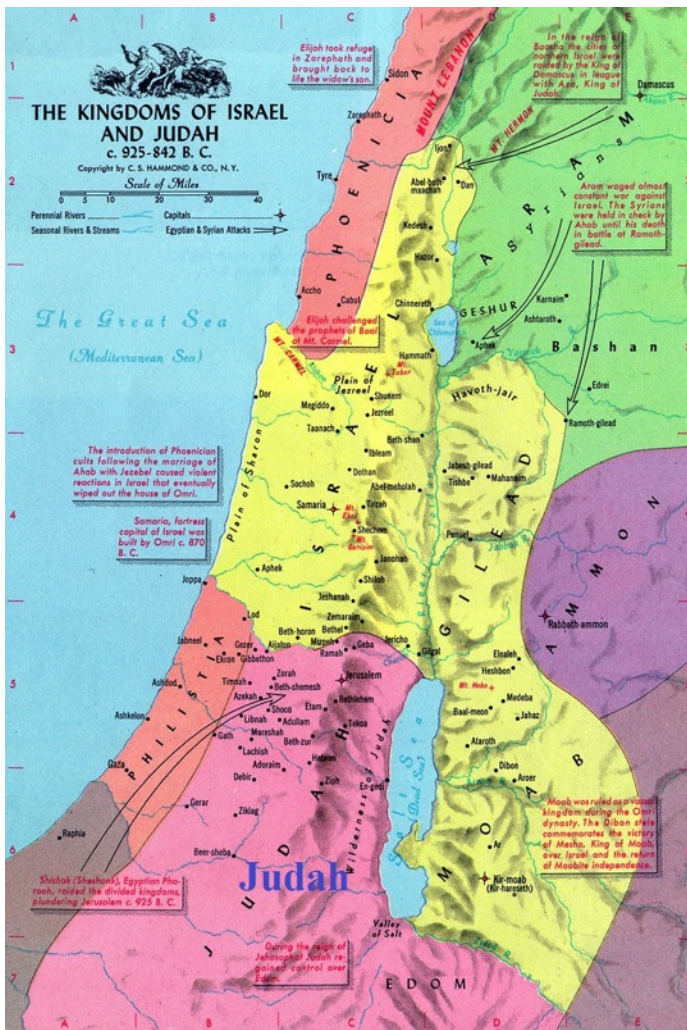 A
B
C
D
E
1
2
3
4
5
6
7
THE KINGDOMS OF ISRAEL
AND JUDAH
c. 925-842 B. C.
Copyright by C. S. HAMMOND & CO., N. Y.
Scale of Miles
0 10 20 30 40
Perennial Rivers
Capitals
Seasonal Rivers & Streams
Egyptian & Syrian Attacks
Elijah took refuge
in Zarephath and
brought back to
life the widow's son.
In the reign of
Baasha the cities of
northern Israel were
raided by the King of
Damascus in league
with Asa, King of
Judah.
Sidon
MOUNT LEBANON
Damascus
Zarephath
MT. HERMON
Ijon
Tyre
Abel-beth-
maachah
Dan
PHOENICIA
ARAM
Syrians
Aram waged almost
constant war against
Israel. The Syrians
were held in check by
Ahab until his death
in battle at Ramoth-
gilead.
Kedesh
Hazor
Accho
Cabul
Chinnereth
GESHUR
Karnaim
Ashtaroth
The Great Sea
(Mediterranean Sea)
Elijah challenged
the prophets of Baal
at Mt. Carmel.
Sea of
Chinnereth
Aphek
Yarmuk R.
Bashan
MT. CARMEL
Kishon
Hammath
Mt.
Tabor
Plain of
Jezreel
Edrei
Dor
Shunem
Havoth-jair
Megiddo
Jezreel
Taanach
Ramoth-gilead
Beth-shan
Ibleam
The introduction of Phoenician
cults following the marriage of
Ahab with Jezebel caused violent
reactions in Israel that eventually
wiped out the house of Omri.
Plain of Sharon
Dothan
Jabesh-gilead
Tishbe
Mahanaim
Sochoh
Abel-meholah
Samaria
Tirzah
Mt.
Ebal
Shechem
Mt.
Gerizim
ISRAEL
GILEAD
AMMON
Samaria, fortress
capital of Israel was
built by Omri c. 870
B. C.
Penuel
Jabbok R.
Janohah
Aphek
Joppa
Shiloh
Jeshanah
Lod
Zemaraim
Rabbath-ammon
Beth-horon
Bethel
Jabneel
Gezer
Aijalon
Mizpeh
Ramah
Geba
Jericho
Gilgal
Ekron
Gibbethon
Elealeh
Heshbon
Ashdod
Timnah
Zorah
Beth-shemesh
Jerusalem
Mt. Nebo
Azekah
Ashkelon
Shoco
Etam
Bethlehem
Medeba
Baal-meon
Libnah
Adullam
Jahaz
PHILISTIA
Gath
Mareshah
Tekoa
Beth-zur
Ataroth
Lachish
Adoraim
Hebron
Gaza
Debir
Ziph
En-gedi
Dibon
Aroer
Salt Sea
(Dead Sea)
Wilderness of Judah
Gerar
Ziklag
Raphia
Beer-sheba
JUDAH
MOAB
Moab was ruled as a vassal
kingdom during the Omri
dynasty. The Dibon stele
commemorates the victory
of Mesha, King of Moab,
over Israel and the return
of Moabite independence.
Ar
Judah
Kir-moab
(Kir-hareseth)
Shishak (Sheshonk), Egyptian Pha-
raoh, raided the divided kingdoms,
plundering Jerusalem c. 925 B. C.
Valley
of Salt
Zered R.
During the reign of
Jehosaphat Judah re-
gained control over
Edom.
EDOM
A
B
C
D
E